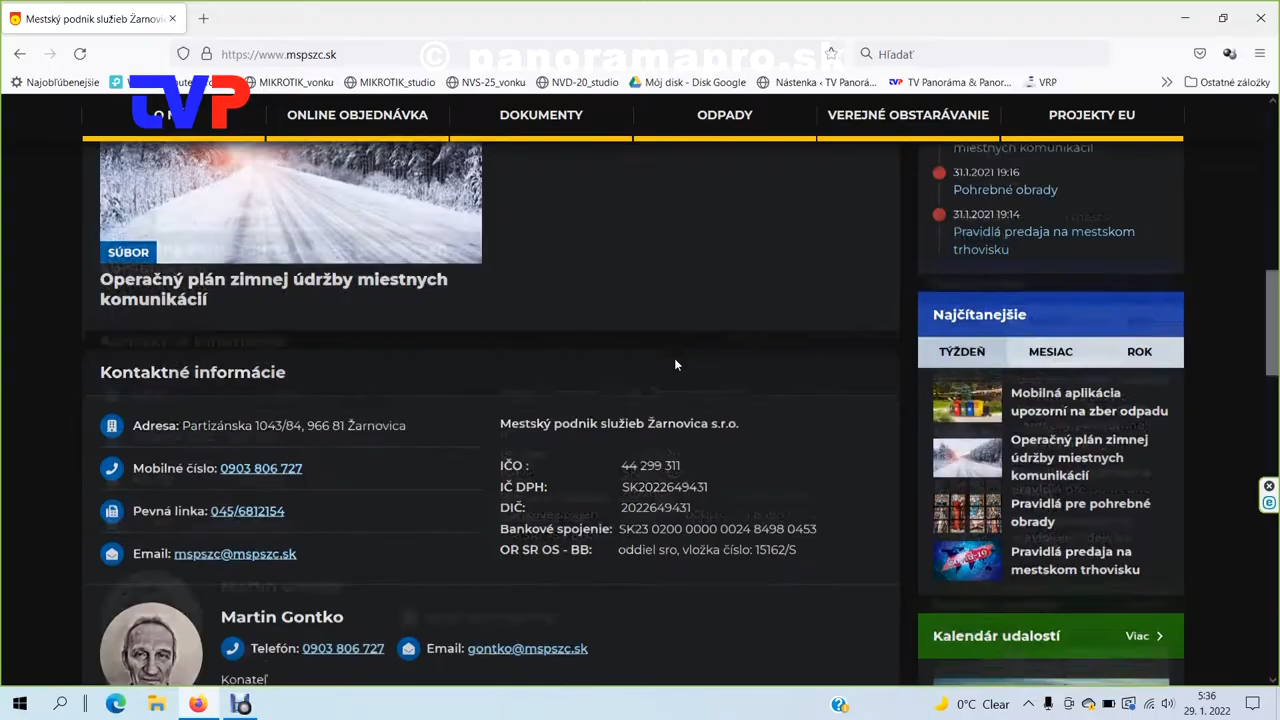 Mestský podnik služieb Žarnovi
https://www.mspszc.sk
© panoramapro.sk
Hľadať
Najobľúbenejšie
MIKROTIK_vonku
MIKROTIK_studio
NVS-25_vonku
NVD-20_studio
Môj disk - Disk Google
Nástenka ‹ TV Panorá...
TV Panoráma & Panor...
VRP
Ostatné záložky
TVP
O N
ONLINE OBJEDNÁVKA
DOKUMENTY
ODPADY
VEREJNÉ OBSTARÁVANIE
PROJEKTY EU
SÚBOR
Operačný plán zimnej údržby miestnych
komunikácií
Kontaktné informácie
Adresa: Partizánska 1043/84, 966 81 Žarnovica
Mobilné číslo: 0903 806 727
Pevná linka: 045/6812154
Email: mspszc@mspszc.sk
Mestský podnik služieb Žarnovica s.r.o.
IČO : 44 299 311
IČ DPH: SK2022649431
DIČ: 2022649431
Bankové spojenie: SK23 0200 0000 0024 8498 0453
OR SR OS - BB: oddiel sro, vložka číslo: 15162/S
Martin Gontko
Telefón: 0903 806 727
Email: gontko@mspszc.sk
Konateľ
miestnych komunikácií
31.1.2021 19:16
Pohrebné obrady
31.1.2021 19:14
Pravidlá predaja na mestskom
trhovisku
Najčítanejšie
TÝŽDEŇ
MESIAC
ROK
Mobilná aplikácia
upozorní na zber odpadu
Operačný plán zimnej
údržby miestnych
komunikácií
Pravidlá pre pohrebné
obrady
Pravidlá predaja na
mestskom trhovisku
Kalendár udalostí
Viac
0°C Clear
5:36
29. 1. 2022